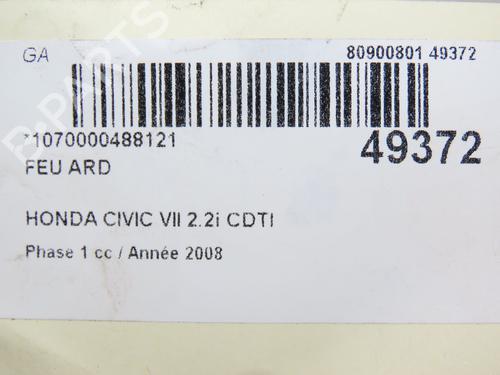 GA 80900801 49372
*1070000488121 49372
FEU ARD
HONDA CIVIC VII 2.2i CDTI
Phase 1 cc / Année 2008